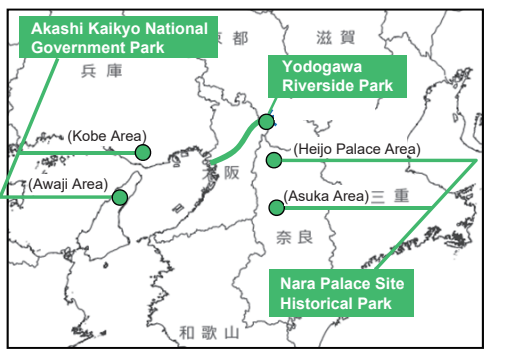 Akashi Kaikyo National
Government Park
京都
滋賀
兵庫
Yodogawa
Riverside Park
(Kobe Area)
(Heijo Palace Area)
大阪
(Awaji Area)
(Asuka Area)
三重
奈良
Nara Palace Site
Historical Park
和歌山